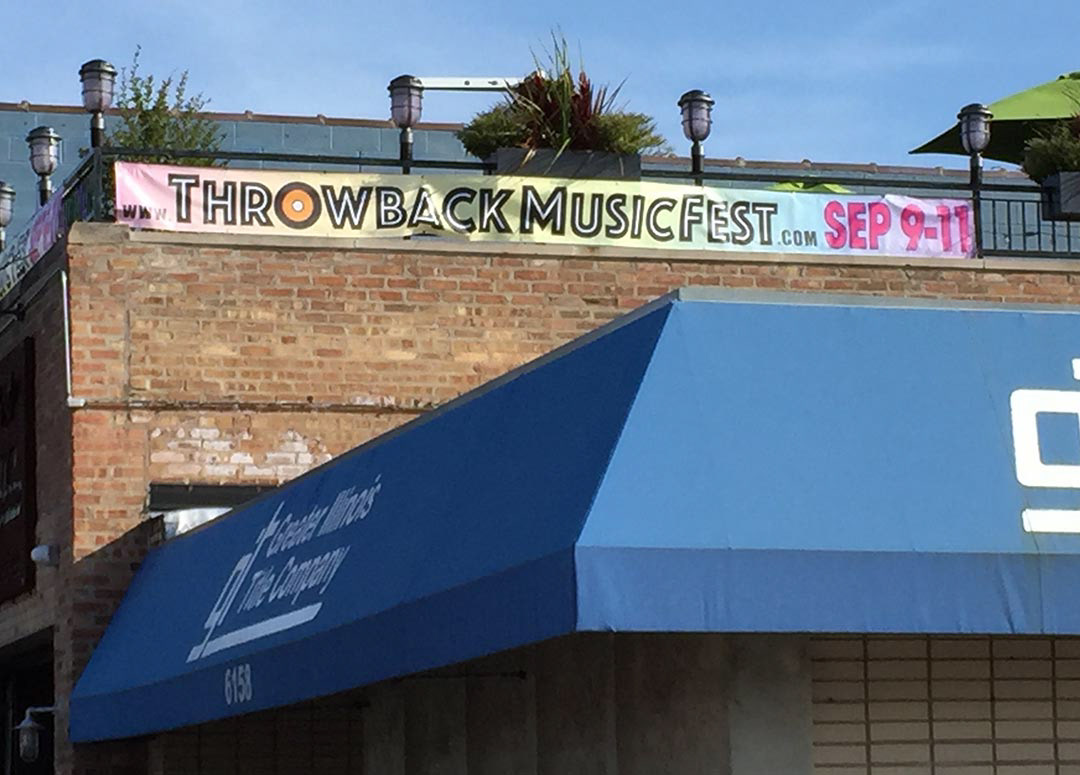 www.ThrowbackMusicFest.com SEP 9-11
Greater Illinois
Title Company
6158